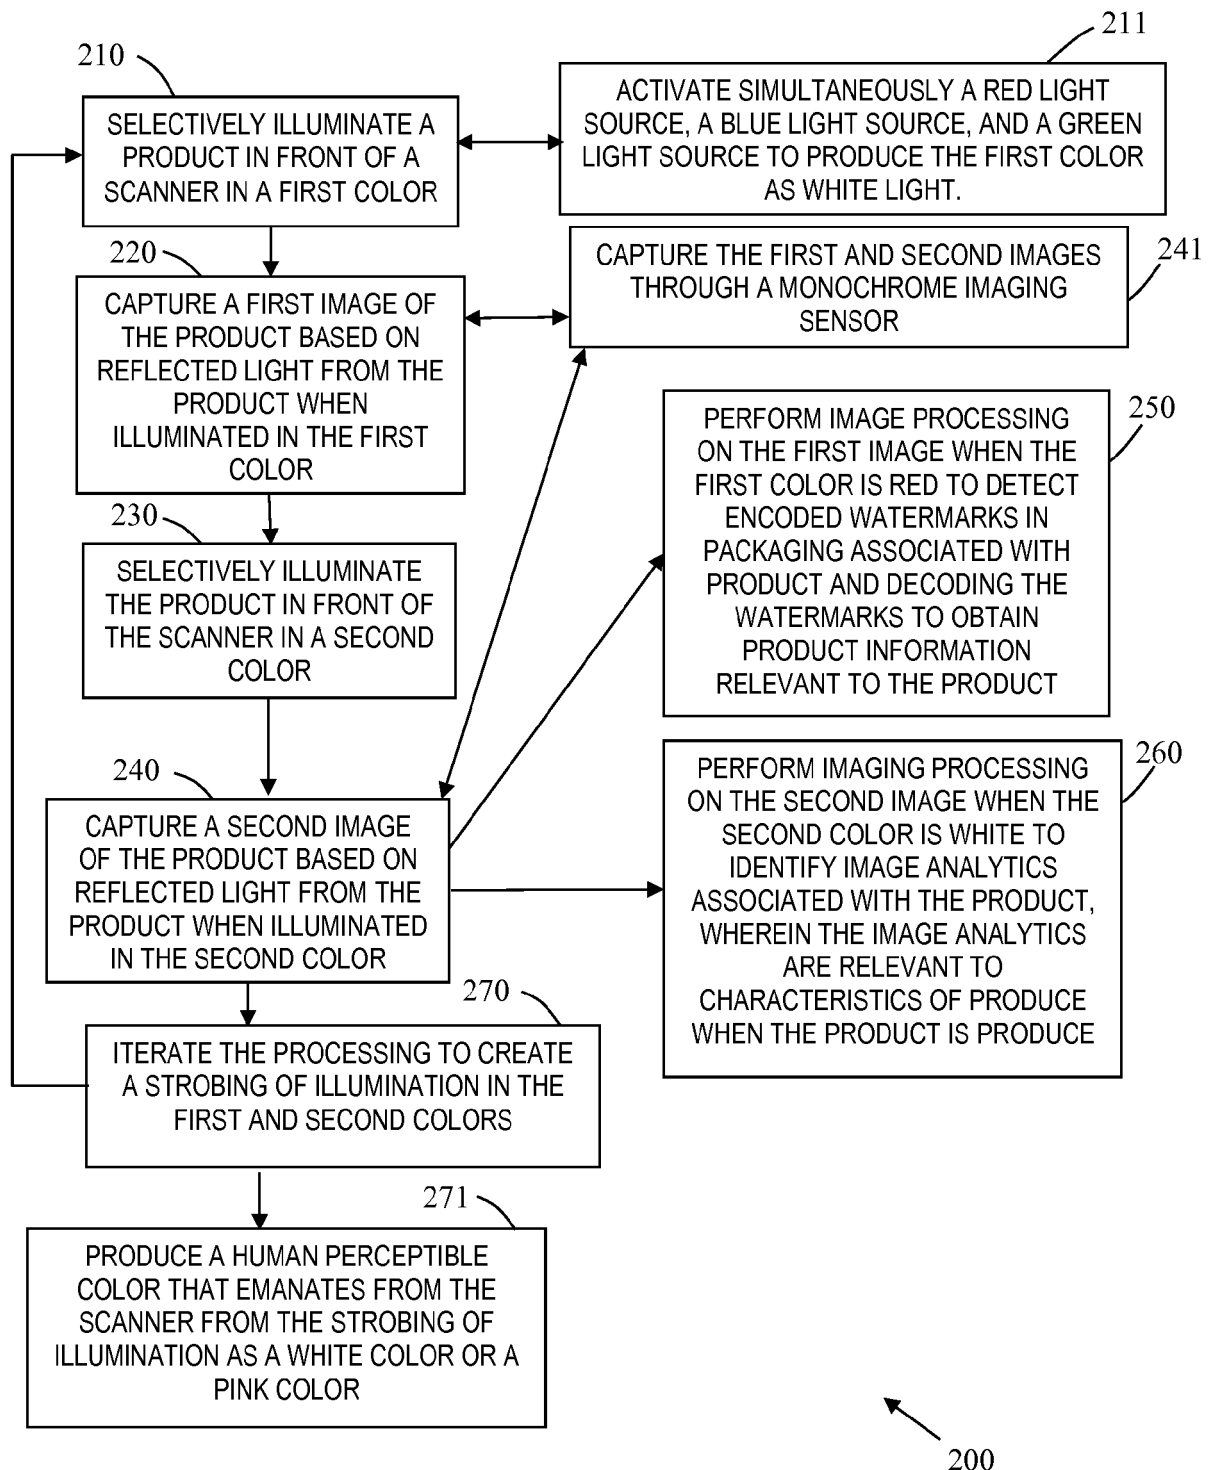 210
SELECTIVELY ILLUMINATE A
PRODUCT IN FRONT OF A
SCANNER IN A FIRST COLOR
211
ACTIVATE SIMULTANEOUSLY A RED LIGHT
SOURCE, A BLUE LIGHT SOURCE, AND A GREEN
LIGHT SOURCE TO PRODUCE THE FIRST COLOR
AS WHITE LIGHT.
220
CAPTURE A FIRST IMAGE OF
THE PRODUCT BASED ON
REFLECTED LIGHT FROM THE
PRODUCT WHEN
ILLUMINATED IN THE FIRST
COLOR
241
CAPTURE THE FIRST AND SECOND IMAGES
THROUGH A MONOCHROME IMAGING
SENSOR
230
SELECTIVELY ILLUMINATE
THE PRODUCT IN FRONT OF
THE SCANNER IN A SECOND
COLOR
250
PERFORM IMAGE PROCESSING
ON THE FIRST IMAGE WHEN THE
FIRST COLOR IS RED TO DETECT
ENCODED WATERMARKS IN
PACKAGING ASSOCIATED WITH
PRODUCT AND DECODING THE
WATERMARKS TO OBTAIN
PRODUCT INFORMATION
RELEVANT TO THE PRODUCT
240
CAPTURE A SECOND IMAGE
OF THE PRODUCT BASED ON
REFLECTED LIGHT FROM THE
PRODUCT WHEN ILLUMINATED
IN THE SECOND COLOR
260
PERFORM IMAGING PROCESSING
ON THE SECOND IMAGE WHEN THE
SECOND COLOR IS WHITE TO
IDENTIFY IMAGE ANALYTICS
ASSOCIATED WITH THE PRODUCT,
WHEREIN THE IMAGE ANALYTICS
ARE RELEVANT TO
CHARACTERISTICS OF PRODUCE
WHEN THE PRODUCT IS PRODUCE
270
ITERATE THE PROCESSING TO CREATE
A STROBING OF ILLUMINATION IN THE
FIRST AND SECOND COLORS
271
PRODUCE A HUMAN PERCEPTIBLE
COLOR THAT EMANATES FROM THE
SCANNER FROM THE STROBING OF
ILLUMINATION AS A WHITE COLOR OR A
PINK COLOR
200